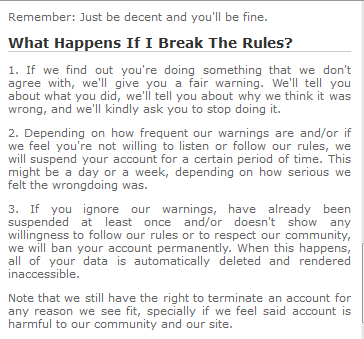 Remember: Just be decent and you'll be fine.
What Happens If I Break The Rules?
1. If we find out you're doing something that we don't
agree with, we'll give you a fair warning. We'll tell you
about what you did, we'll tell you about why we think it was
wrong, and we'll kindly ask you to stop doing it.
2. Depending on how frequent our warnings are and/or if
we feel you're not willing to listen or follow our rules, we
will suspend your account for a certain period of time. This
might be a day or a week, depending on how serious we
felt the wrongdoing was.
3. If you ignore our warnings, have already been
suspended at least once and/or doesn't show any
willingness to follow our rules or to respect our community,
we will ban your account permanently. When this happens,
all of your data is automatically deleted and rendered
inaccessible.
Note that we still have the right to terminate an account for
any reason we see fit, specially if we feel said account is
harmful to our community and our site.